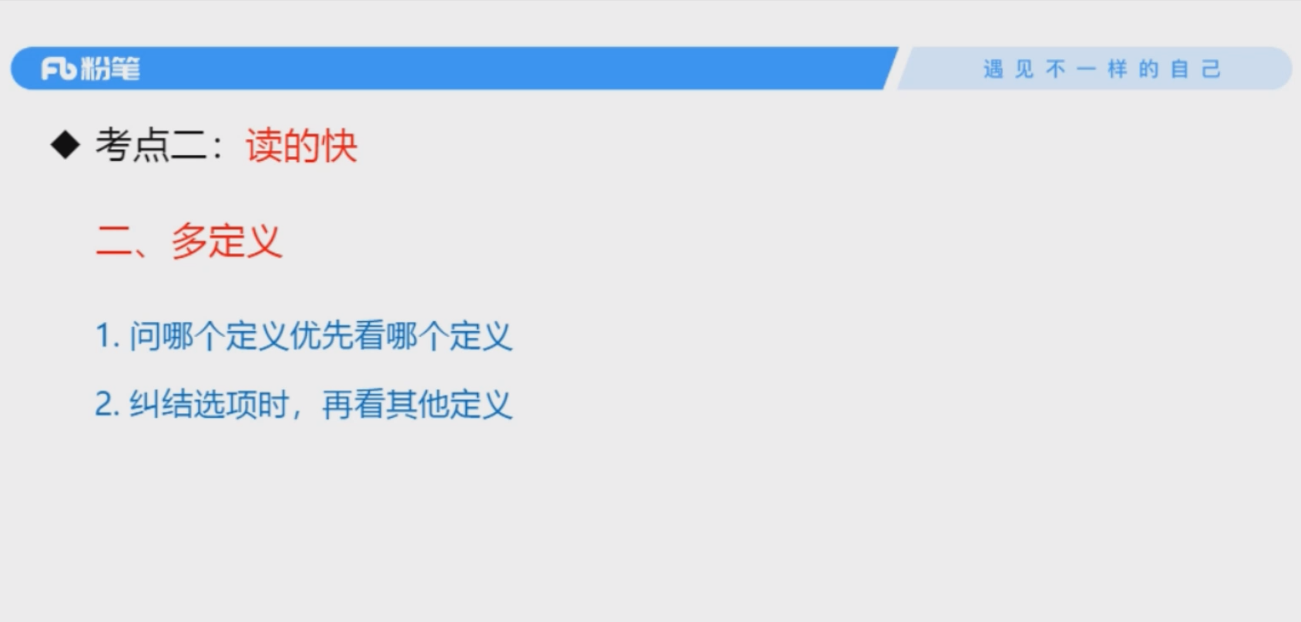 粉笔
遇见不一样的自己
◆ 考点二：读的快
二、多定义
1. 问哪个定义优先看哪个定义
2. 纠结选项时，再看其他定义